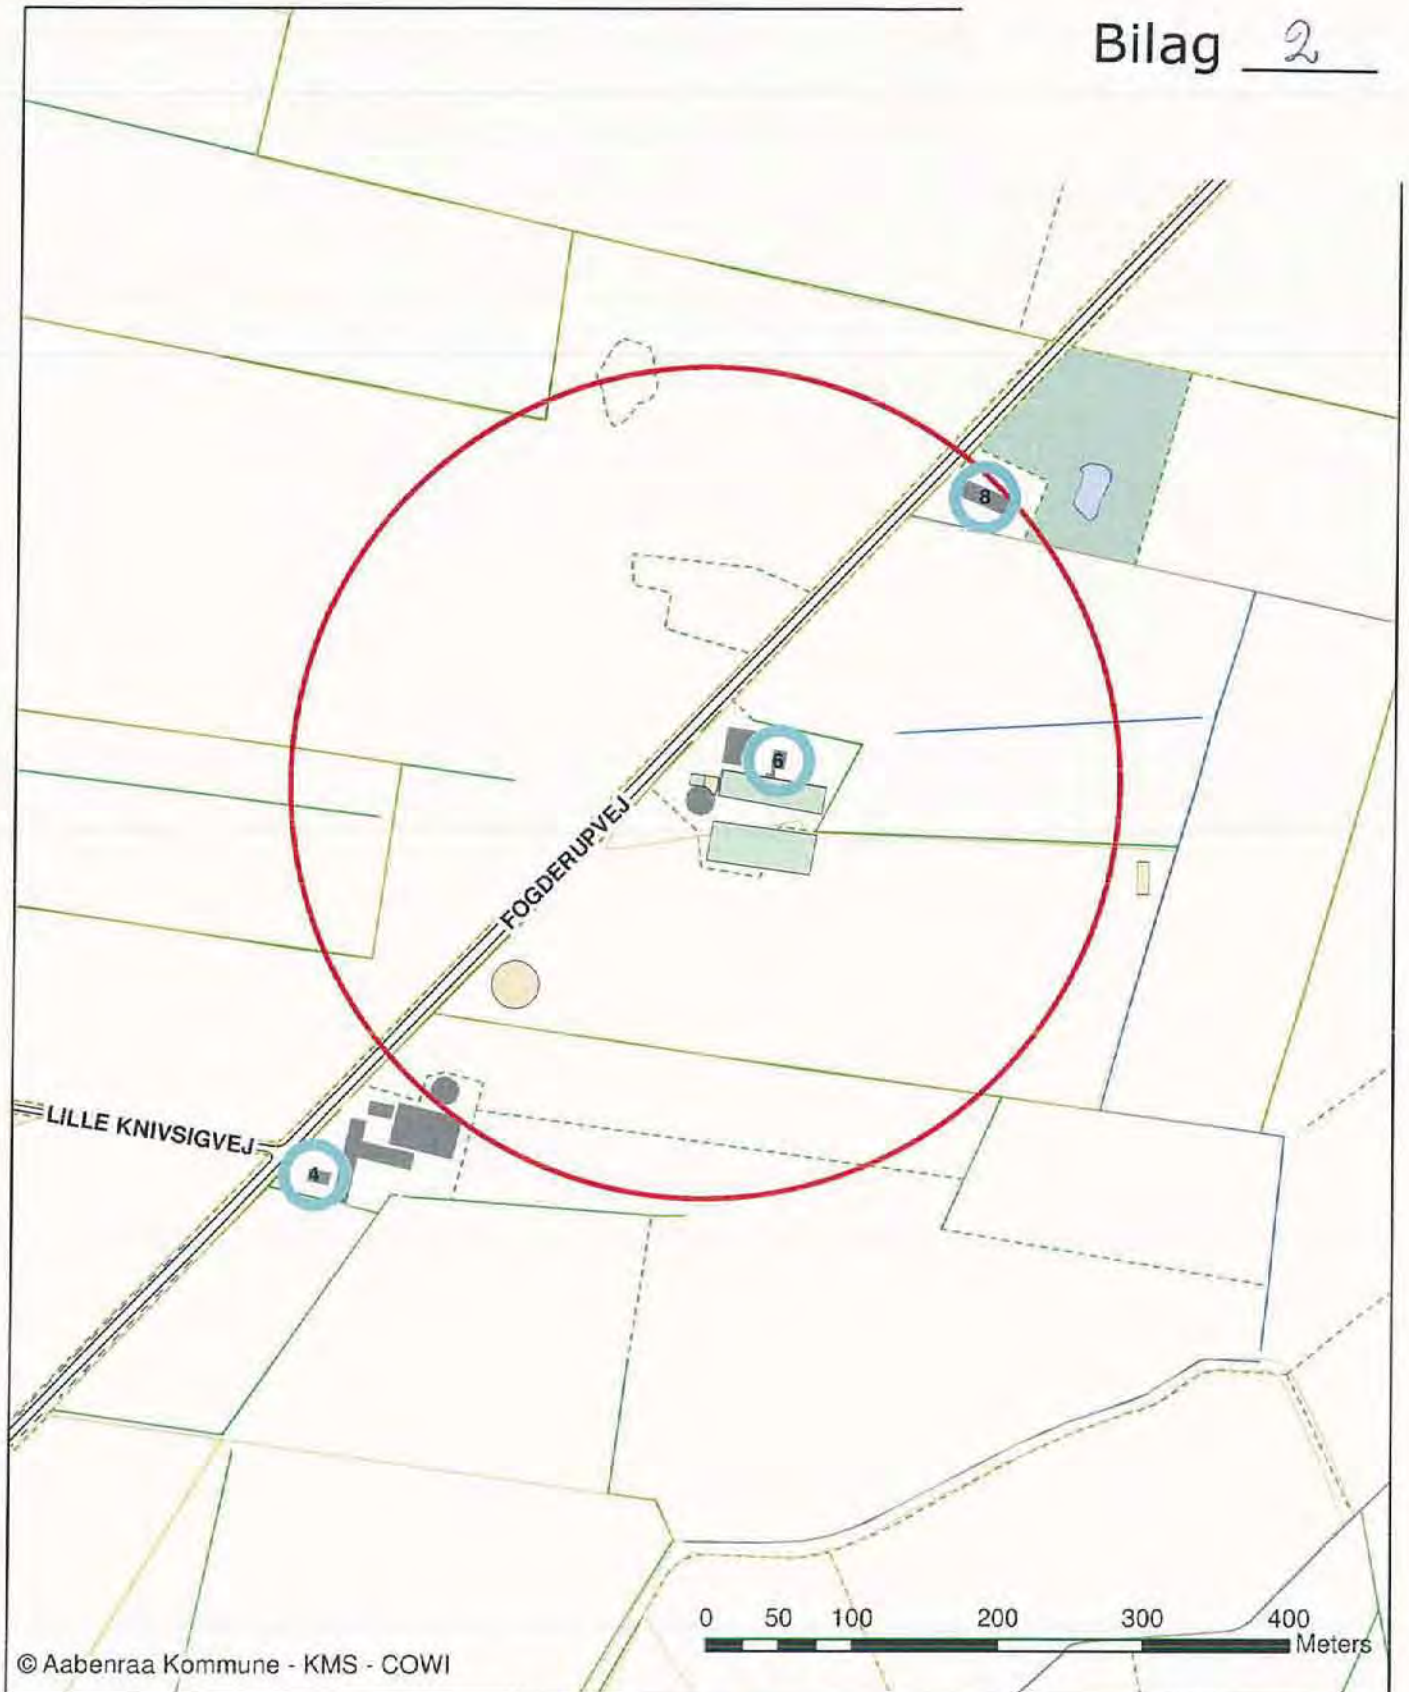 Bilag 2
8
6
FOGDERUPVEJ
LILLE KNIVSIGVEJ
4
0 50 100 200 300 400
Meters
© Aabenraa Kommune - KMS - COWI